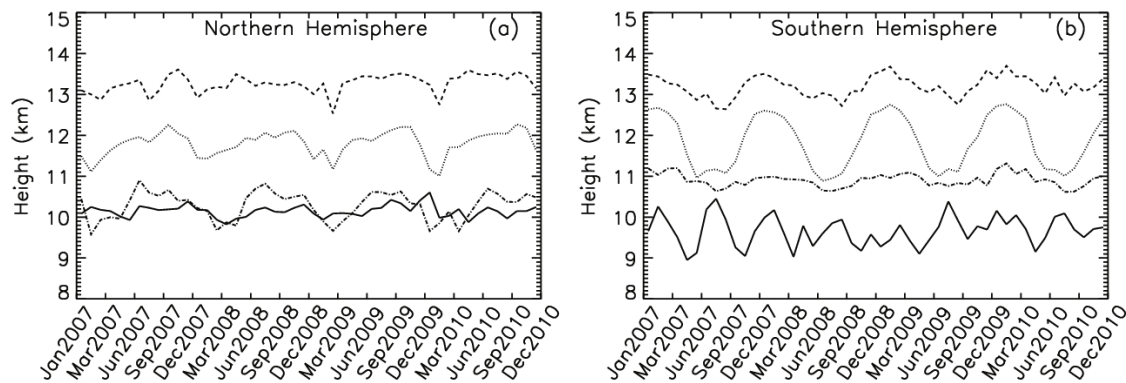 Northern Hemisphere (a)
Height (km)
15
14
13
12
11
10
9
8
Jan2007
Mar2007
Jun2007
Sep2007
Dec2007
Mar2008
Jun2008
Sep2008
Dec2008
Mar2009
Jun2009
Sep2009
Dec2009
Mar2010
Jun2010
Sep2010
Dec2010
Southern Hemisphere (b)
Height (km)
15
14
13
12
11
10
9
8
Jan2007
Mar2007
Jun2007
Sep2007
Dec2007
Mar2008
Jun2008
Sep2008
Dec2008
Mar2009
Jun2009
Sep2009
Dec2009
Mar2010
Jun2010
Sep2010
Dec2010